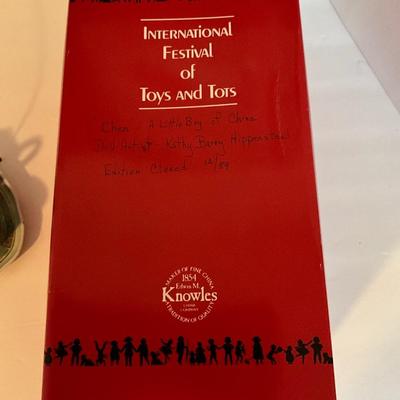 INTERNATIONAL
FESTIVAL
OF
TOYS AND TOTS
Chen - A Little Boy of China
Doll Artist - Kathy Barry Hippensteel
Edition Closed 12/89
MAKER OF FINE CHINA
1854
Edwin M.
Knowles
CHINA
COMPANY
TRADITION OF QUALITY